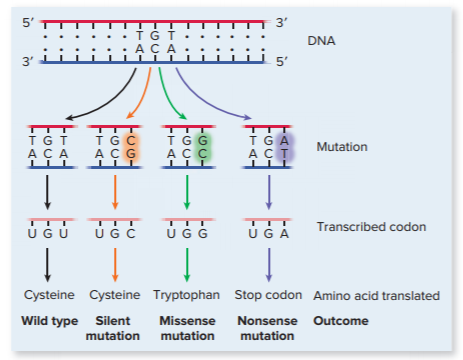 5′ 3′
T G T
DNA
A C A
3′ 5′
T G T T G C T G G T G A
Mutation
A C A A C G A C C A C T
U G U U G C U G G U G A
Transcribed codon
Cysteine Cysteine Tryptophan Stop codon Amino acid translated
Wild type Silent Missense Nonsense Outcome
mutation mutation mutation